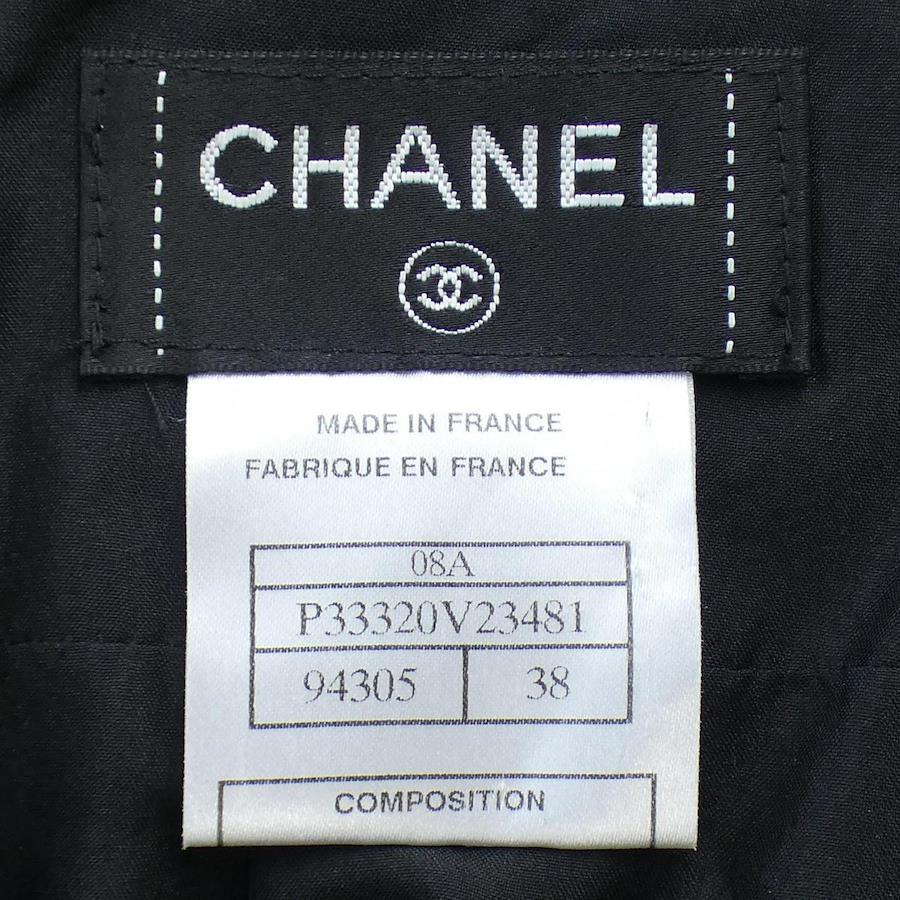 CHANEL
MADE IN FRANCE
FABRIQUE EN FRANCE
08A
P33320V23481
94305 38
COMPOSITION